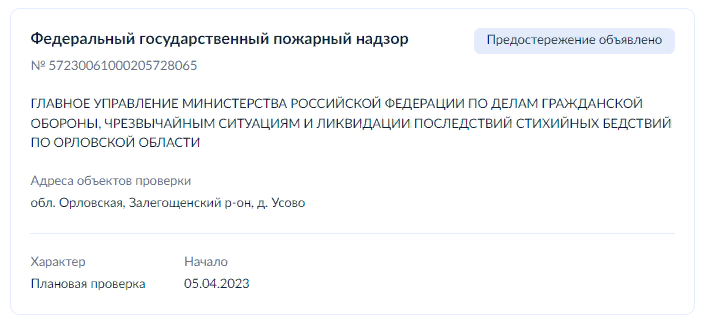 Федеральный государственный пожарный надзор
Предостережение объявлено
№ 57230061000205728065
ГЛАВНОЕ УПРАВЛЕНИЕ МИНИСТЕРСТВА РОССИЙСКОЙ ФЕДЕРАЦИИ ПО ДЕЛАМ ГРАЖДАНСКОЙ
ОБОРОНЫ, ЧРЕЗВЫЧАЙНЫМ СИТУАЦИЯМ И ЛИКВИДАЦИИ ПОСЛЕДСТВИЙ СТИХИЙНЫХ БЕДСТВИЙ
ПО ОРЛОВСКОЙ ОБЛАСТИ
Адреса объектов проверки
обл. Орловская, Залегощенский р-он, д. Усово
Характер
Начало
Плановая проверка
05.04.2023